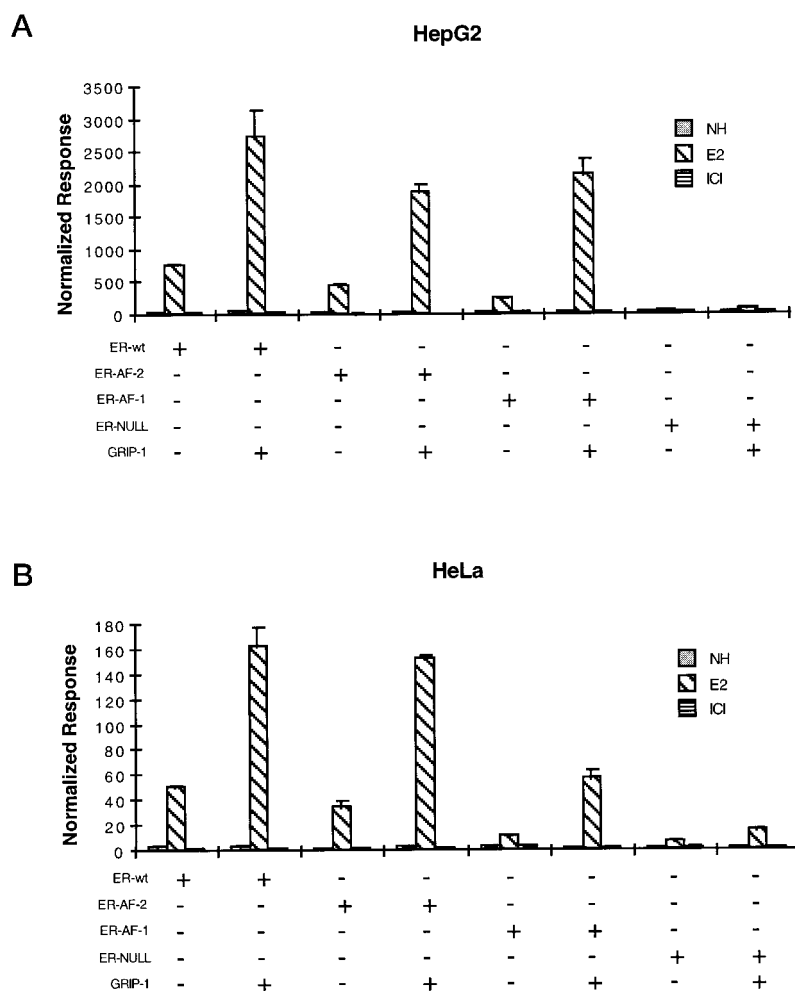 A
HepG2
Normalized Response
3500
3000
2500
2000
1500
1000
500
0
NH
E2
ICI
ER-wt + + - - - - - -
ER-AF-2 - - + + - - - -
ER-AF-1 - - - - + + - -
ER-NULL - - - - - - + +
GRIP-1 - + - + - + - +
B
HeLa
Normalized Response
180
160
140
120
100
80
60
40
20
0
NH
E2
ICI
ER-wt + + - - - - - -
ER-AF-2 - - + + - - - -
ER-AF-1 - - - - + + - -
ER-NULL - - - - - - + +
GRIP-1 - + - + - + - +